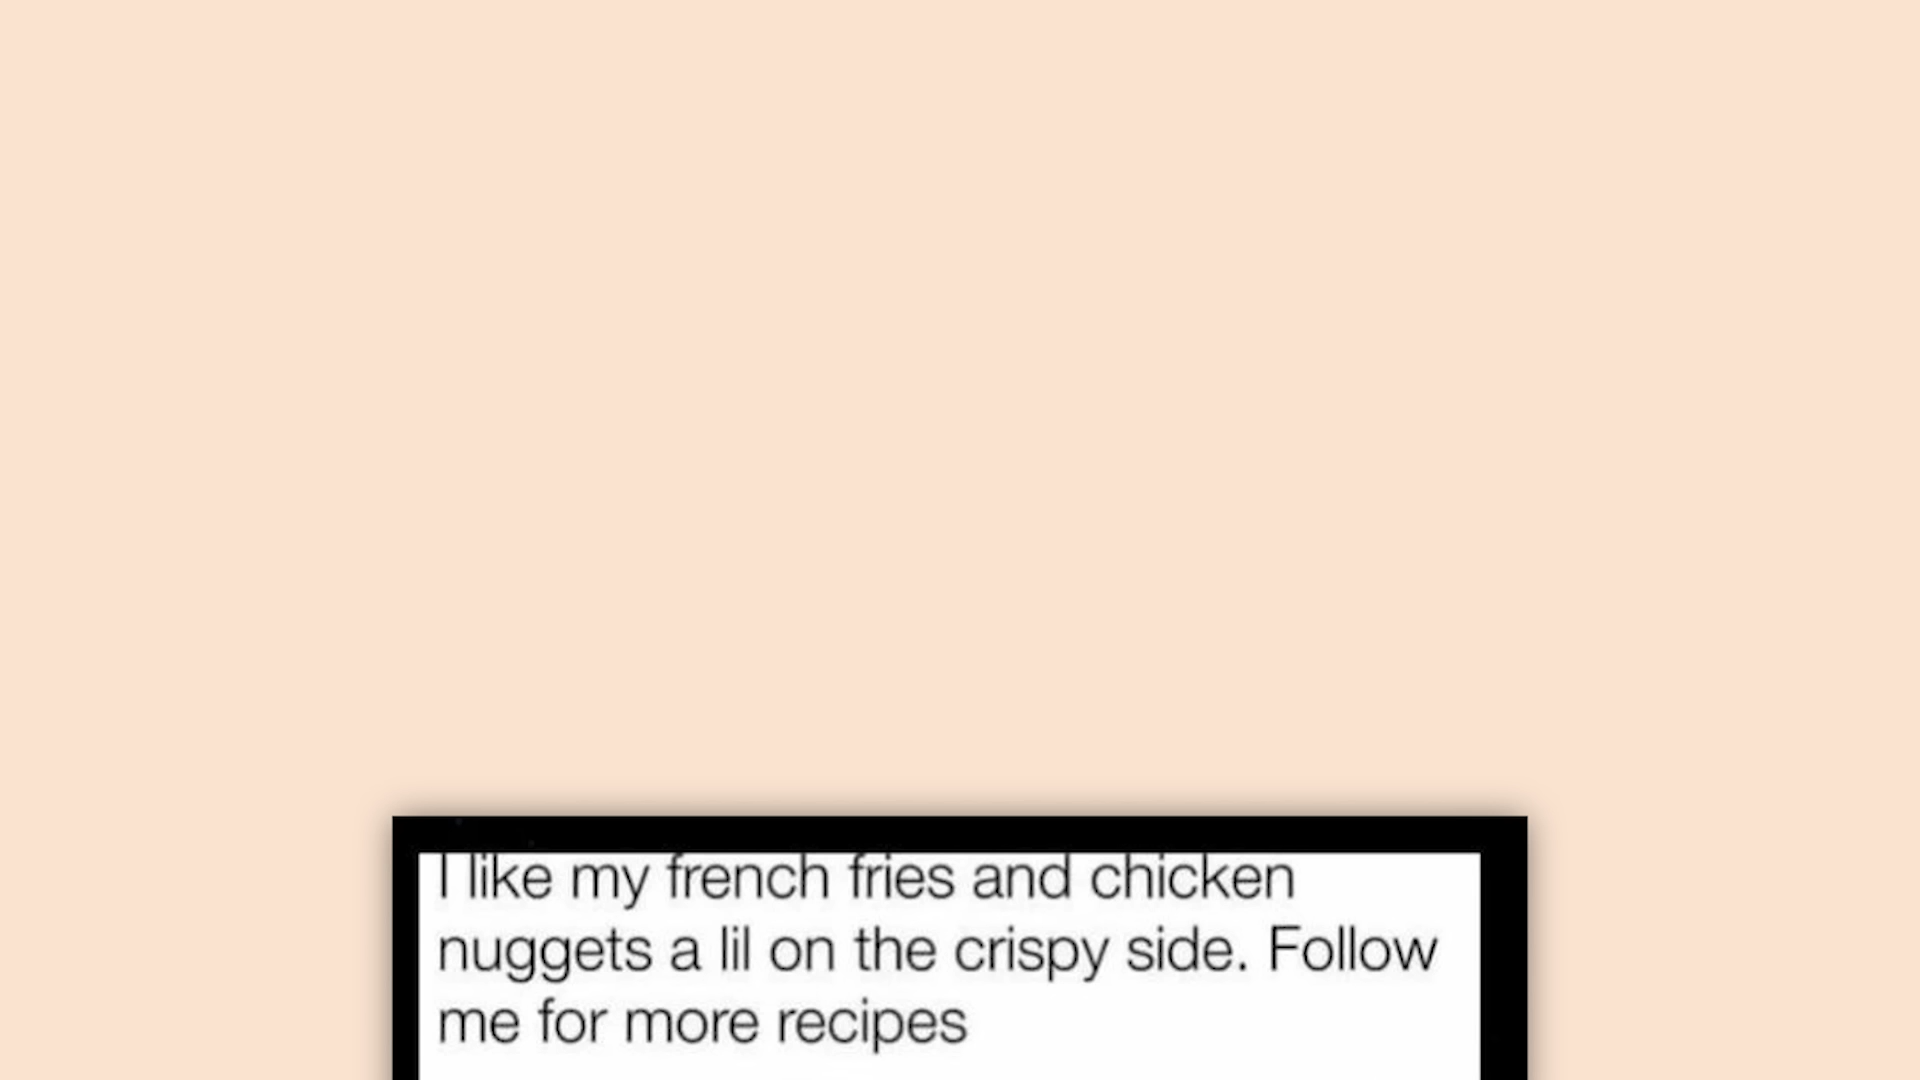 I like my french fries and chicken
nuggets a lil on the crispy side. Follow
me for more recipes